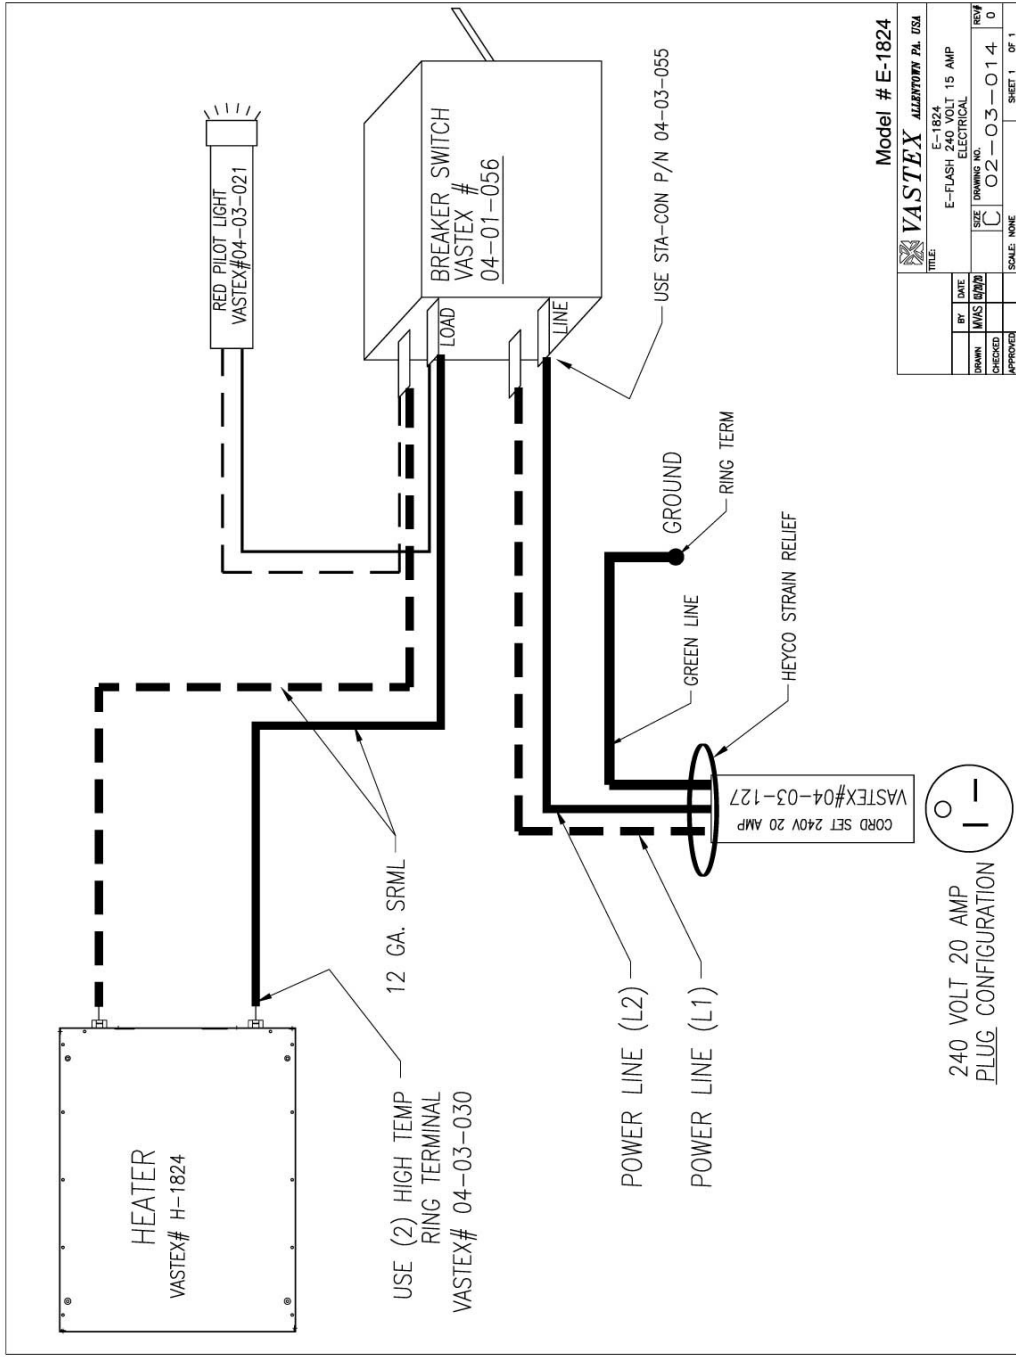 HEATER
VASTEX# H-1824
USE (2) HIGH TEMP
RING TERMINAL
VASTEX# 04-03-030
12 GA. SRML
RED PILOT LIGHT
VASTEX#04-03-021
BREAKER SWITCH
VASTEX #
04-01-056
LOAD
LINE
USE STA-CON P/N 04-03-055
POWER LINE (L2)
POWER LINE (L1)
GREEN LINE
GROUND
RING TERM
HEYCO STRAIN RELIEF
CORD SET 240V 20 AMP
VASTEX#04-03-127
240 VOLT 20 AMP
PLUG CONFIGURATION
Model # E-1824
VASTEX ALLENTOWN PA. USA
TITLE:
E-1824
E-FLASH 240 VOLT 15 AMP
ELECTRICAL
BY DATE
DRAWN MVAS
CHECKED
APPROVED
SIZE DRAWING NO. REV#
C 02-03-014 0
SCALE: NONE SHEET 1 OF 1